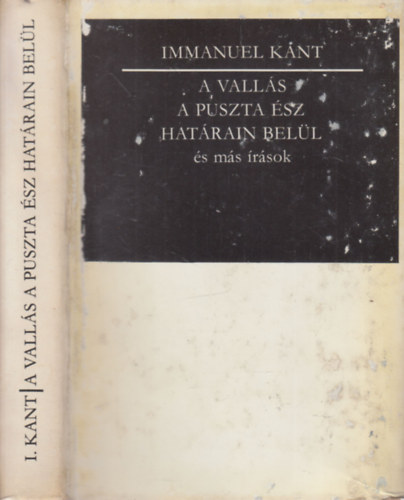 I. KANT/A VALLÁS A PUSZTA ÉSZ HATÁRAIN BELÜL
IMMANUEL KANT
A VALLÁS
A PUSZTA ÉSZ
HATÁRAIN BELÜL
és más írások